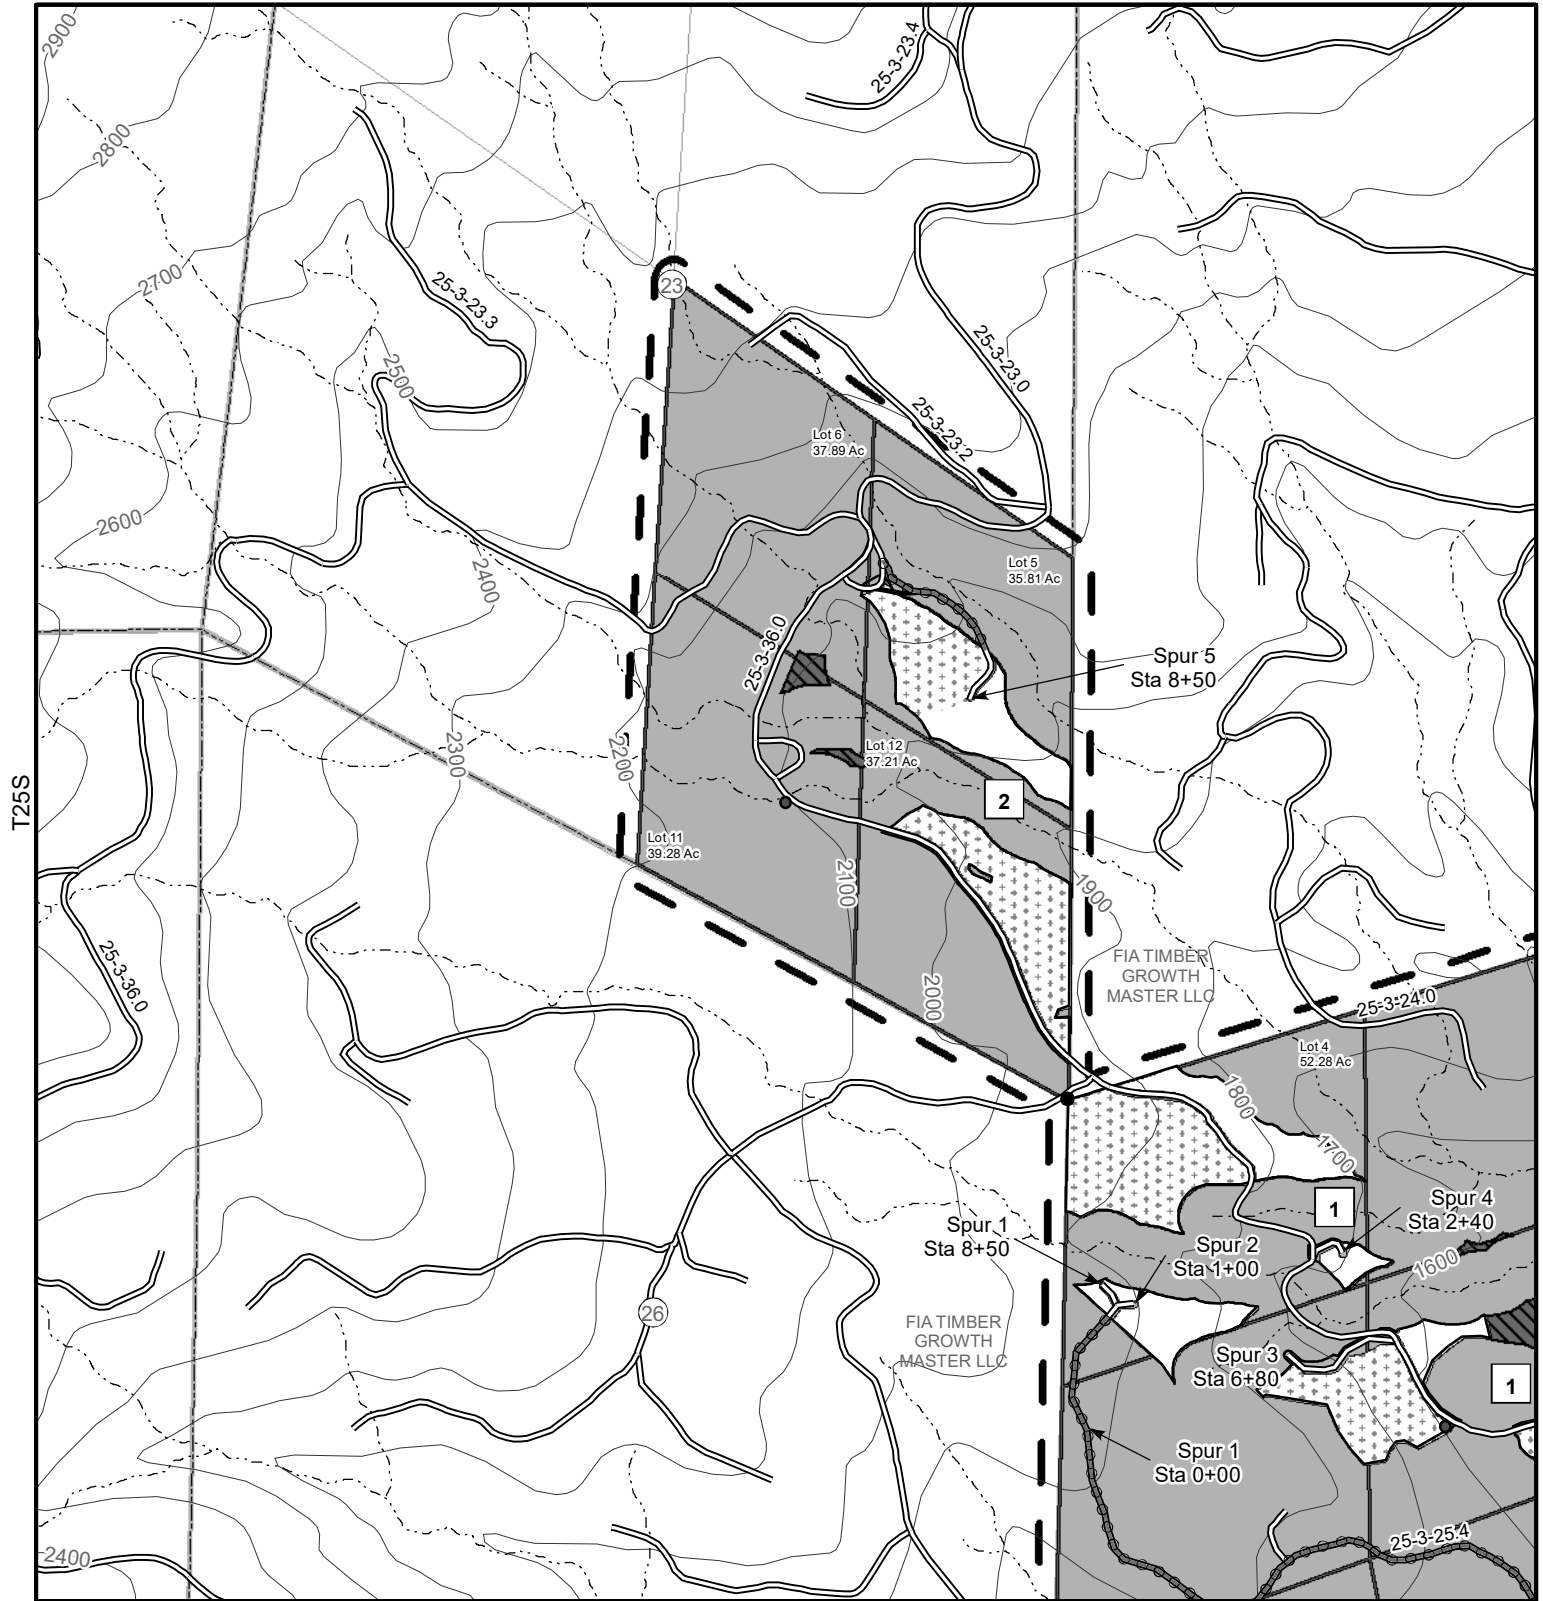 2900
25-3-23.4
2800
2700
23
25-3-23.3
25-3-23.0
2500
25-3-23.2
Lot 6
37.89 Ac
2600
2400
Lot 5
35.81 Ac
25-3-36.0
Spur 5
Sta 8+50
2300
2200
Lot 12
37.21 Ac
T25S
2
Lot 11
39.28 Ac
2100
1900
25-3-36.0
2000
FIA TIMBER
GROWTH
MASTER LLC
25-3-24.0
Lot 4
52.28 Ac
1800
1700
1
Spur 4
Sta 2+40
Spur 1
Sta 8+50
Spur 2
Sta 1+00
1600
26
FIA TIMBER
GROWTH
MASTER LLC
Spur 3
Sta 6+80
1
Spur 1
Sta 0+00
25-3-25.4
2400